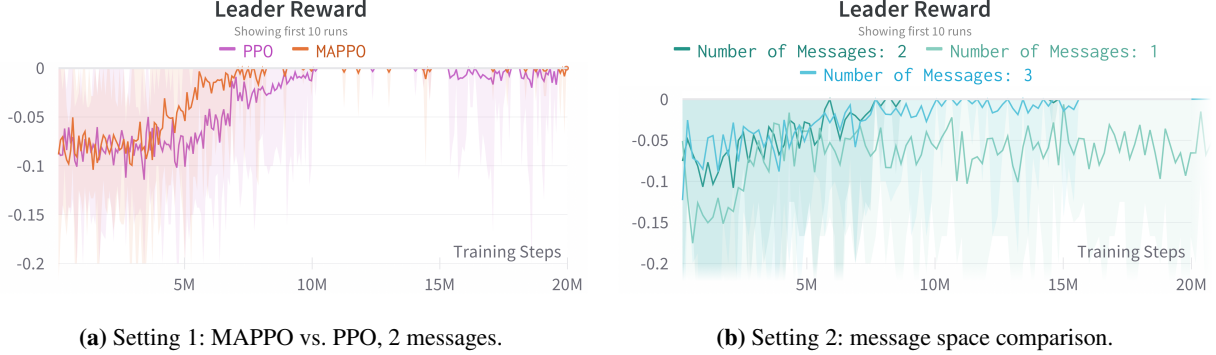 Leader Reward
Showing first 10 runs
PPO MAPPO
0
-0.05
-0.1
-0.15
-0.2
Training Steps
5M 10M 15M 20M
(a) Setting 1: MAPPO vs. PPO, 2 messages.
Leader Reward
Showing first 10 runs
Number of Messages: 2 Number of Messages: 1
Number of Messages: 3
0
-0.05
-0.1
-0.15
-0.2
Training Steps
5M 10M 15M 20M
(b) Setting 2: message space comparison.